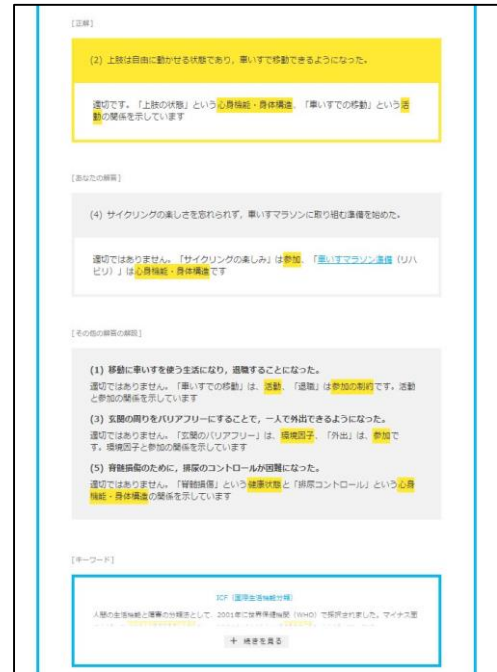 [正解]
(2) 上肢は自由に動かせる状態であり，車いすで移動できるようになった。
適切です。「上肢の状態」という心身機能・身体構造、「車いすでの移動」という活
動の関係を示しています
[あなたの解答]
(4) サイクリングの楽しさを忘れられず，車いすマラソンに取り組む準備を始めた。
適切ではありません。「サイクリングの楽しみ」は参加、「車いすマラソン準備（リハ
ビリ）」は心身機能・身体構造です
[その他の解答の解説]
(1) 移動に車いすを使う生活になり，退職することになった。
適切ではありません。「車いすでの移動」は、活動、「退職」は参加の制約です。活動
と参加の関係を示しています
(3) 玄関の周りをバリアフリーにすることで，一人で外出できるようになった。
適切ではありません。「玄関のバリアフリー」は、環境因子、「外出」は、参加で
す。環境因子と参加の関係を示しています
(5) 脊髄損傷のために，排尿のコントロールが困難になった。
適切ではありません。「脊髄損傷」という健康状態と「排尿コントロール」という心身
機能・身体構造の関係を示しています
[キーワード]
ICF（国際生活機能分類）
人間の生活機能と障害の分類法として、2001年に世界保健機関（WHO）で採択されました。マイナス面
+ 続きを見る